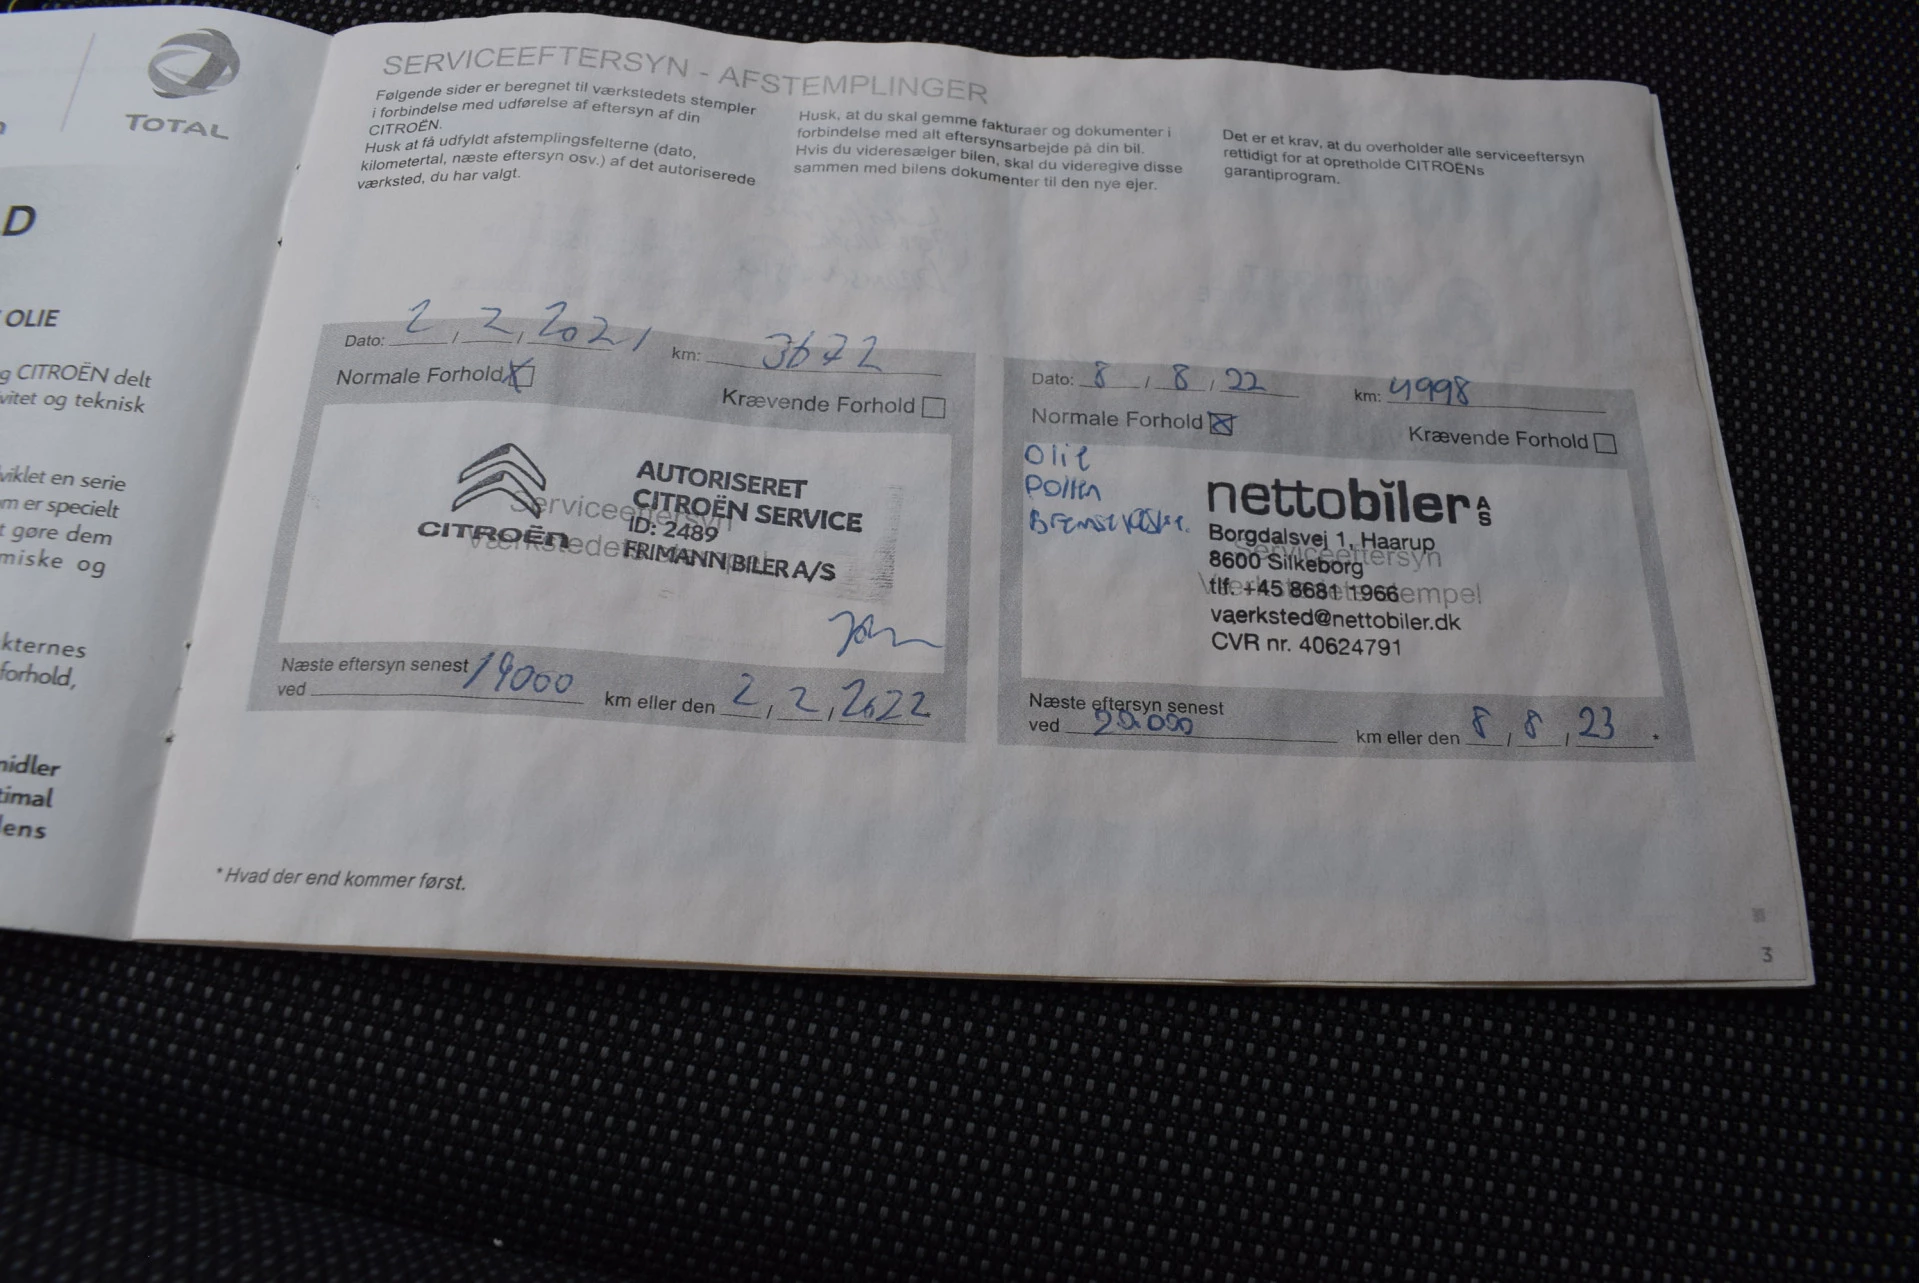 TOTAL
D
OLIE
g CITROËN delt
vitet og teknisk
viklet en serie
m er specielt
t gøre dem
miske og
kternes
forhold,
nidler
timal
lens
SERVICEEFTERSYN - AFSTEMPLINGER
Følgende sider er beregnet til værkstedets stempler
i forbindelse med udførelse af eftersyn af din
CITROËN.
Husk at få udfyldt afstemplingsfelterne (dato,
kilometertal, næste eftersyn osv.) af det autoriserede
værksted, du har valgt.
Husk, at du skal gemme fakturaer og dokumenter i
forbindelse med alt eftersynsarbejde på din bil.
Hvis du videresælger bilen, skal du videregive disse
sammen med bilens dokumenter til den nye ejer.
Det er et krav, at du overholder alle serviceeftersyn
rettidigt for at opretholde CITROËNs
garantiprogram.
Dato: 2 / 2 / 2021 km: 3672
Normale Forhold Krævende Forhold
CITROËN
AUTORISERET
CITROËN SERVICE
ID: 2489
FRIMANN BILER A/S
Serviceeftersyn
Næste eftersyn senest
ved 19000 km eller den 2 / 2 / 2022
Dato: 8 / 8 / 22 km: 4998
Normale Forhold Krævende Forhold
Olie
Pollen
nettobiler AS
Borgdalsvej 1, Haarup
8600 Silkeborg
tlf. +45 8681 1966
vaerksted@nettobiler.dk
CVR nr. 40624791
Serviceeftersyn
Næste eftersyn senest
ved 20.000 km eller den 8 / 8 / 23 .
* Hvad der end kommer først.
3